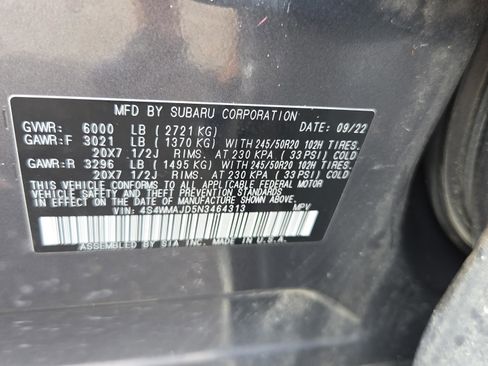 MFD BY SUBARU CORPORATION
GVWR: 6000 LB (2721 KG) DATE: 09/22
GAWR:F 3021 LB (1370 KG) WITH 245/50R20 102H TIRES.
20X7 1/2J RIMS. AT 230 KPA (33PSI) COLD
GAWR:R 3296 LB (1495 KG) WITH 245/50R20 102H TIRES.
20X7 1/2J RIMS. AT 230 KPA (33PSI) COLD
THIS VEHICLE CONFORMS TO ALL APPLICABLE FEDERAL MOTOR
VEHICLE SAFETY AND THEFT PREVENTION STANDARDS
IN EFFECT ON THE DATE OF MANUFACTURE SHOWN ABOVE.
VIN: 4S4WMAJD5N3464313 MPV
ASSEMBLED BY SIA INC. MADE IN U.S.A.